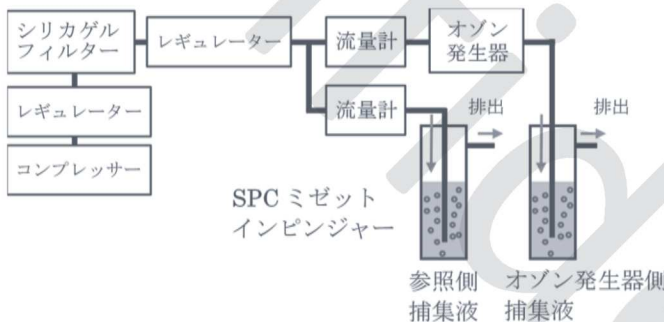 シリカゲル
フィルター
レギュレーター
流量計
オゾン
発生器
レギュレーター
流量計
排出
排出
コンプレッサー
SPC ミゼット
インピンジャー
参照側
捕集液
オゾン発生器側
捕集液